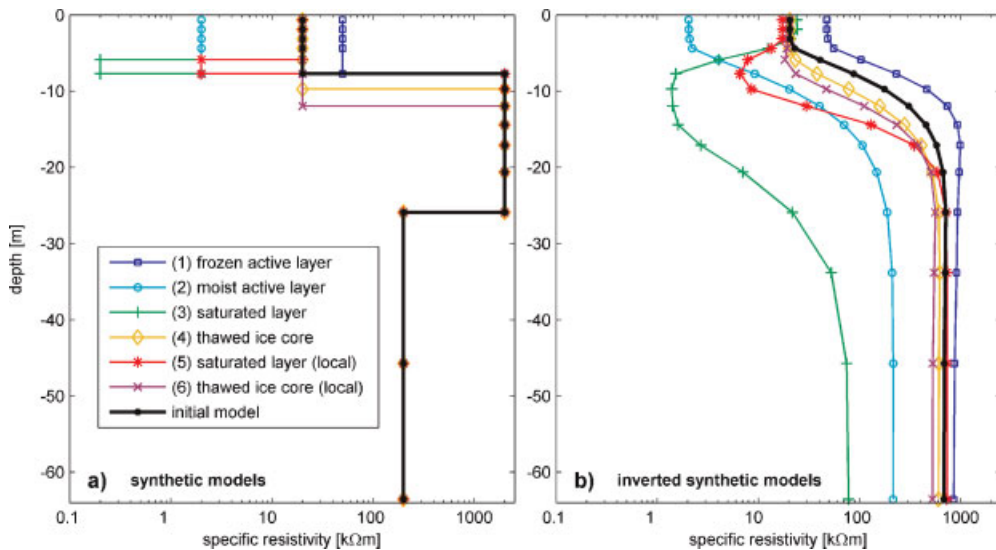 0
-10
-20
-30
-40
-50
-60
depth [m]
(1) frozen active layer
(2) moist active layer
(3) saturated layer
(4) thawed ice core
(5) saturated layer (local)
(6) thawed ice core (local)
initial model
a) synthetic models
0.1 1 10 100 1000
specific resistivity [kΩm]
0
-10
-20
-30
-40
-50
-60
b) inverted synthetic models
0.1 1 10 100 1000
specific resistivity [kΩm]